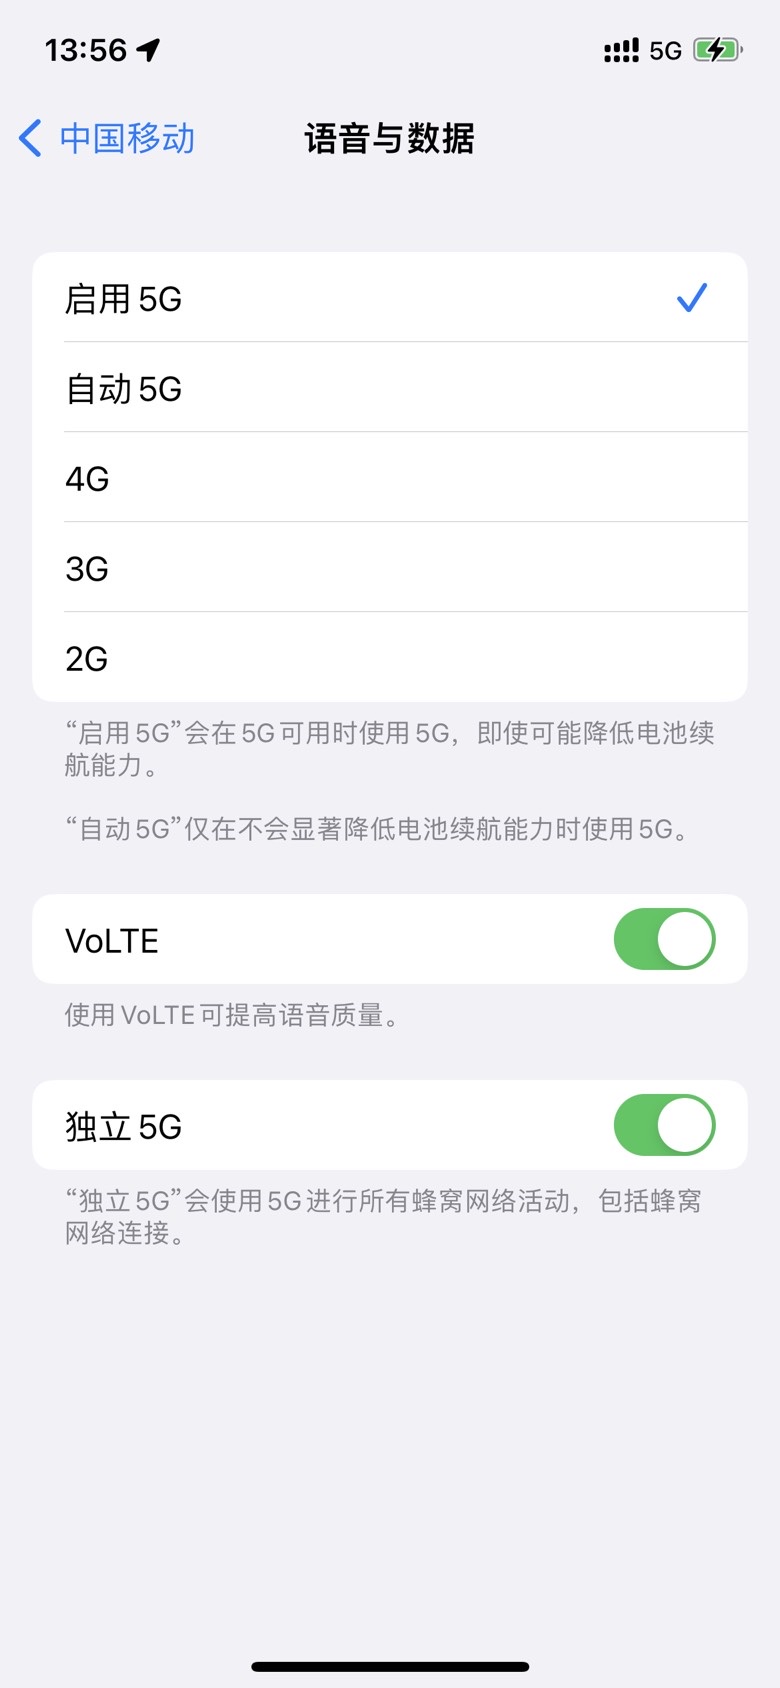 13:56
5G
中国移动
语音与数据
启用 5G
自动 5G
4G
3G
2G
“启用 5G”会在 5G 可用时使用 5G，即使可能降低电池续
航能力。
“自动 5G”仅在不会显著降低电池续航能力时使用 5G。
VoLTE
使用 VoLTE 可提高语音质量。
独立 5G
“独立 5G”会使用 5G 进行所有蜂窝网络活动，包括蜂窝
网络连接。